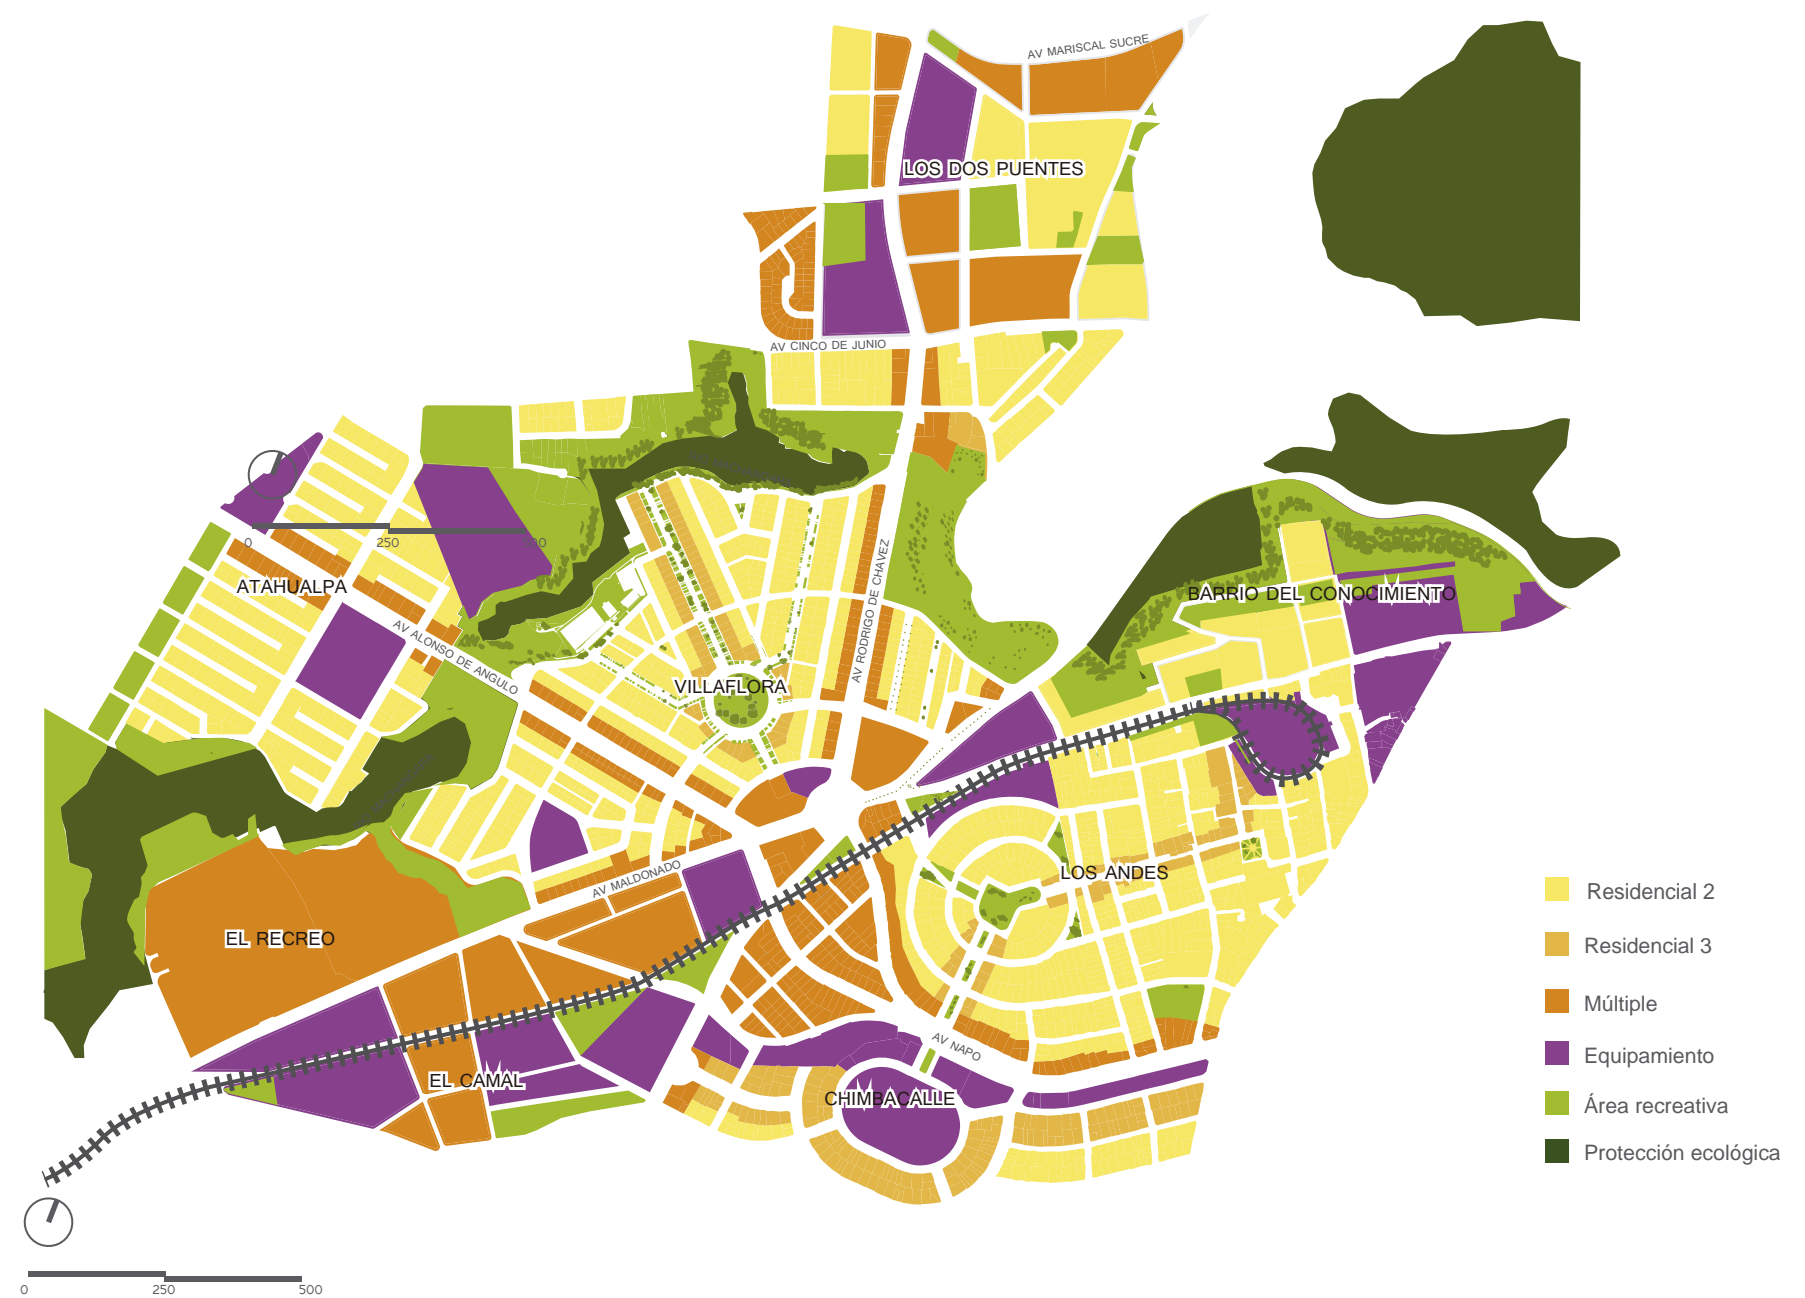 AV MARISCAL SUCRE
LOS DOS PUENTES
AV CINCO DE JUNIO
0 250
ATAHUALPA
AV ALONSO DE ANGULO
AV RODRIGO DE CHAVEZ
BARRIO DEL CONOCIMIENTO
VILLAFLORA
AV MALDONADO
LOS ANDES
EL RECREO
AV NAPO
EL CAMAL
CHIMBACALLE
Residencial 2
Residencial 3
Múltiple
Equipamiento
Área recreativa
Protección ecológica
0 250 500